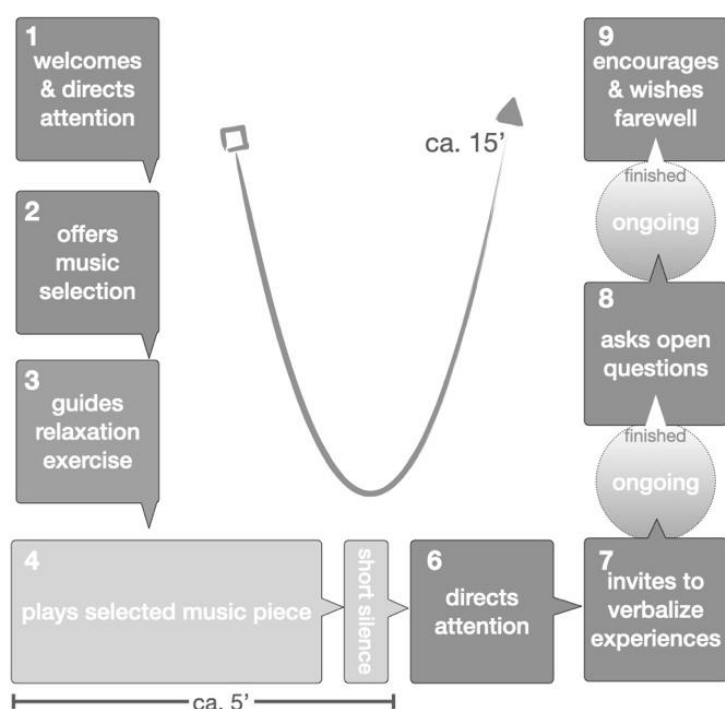 1
welcomes
& directs
attention
2
offers
music
selection
3
guides
relaxation
exercise
4
plays selected music piece
short silence
ca. 5’
6
directs
attention
7
invites to
verbalize
experiences
ongoing
finished
8
asks open
questions
ongoing
finished
9
encourages
& wishes
farewell
ca. 15’